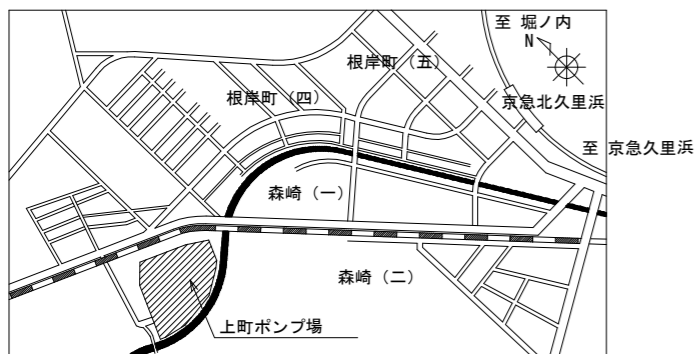 至 堀ノ内
N
根岸町（五）
根岸町（四）
京急北久里浜
至 京急久里浜
森崎（一）
森崎（二）
上町ポンプ場